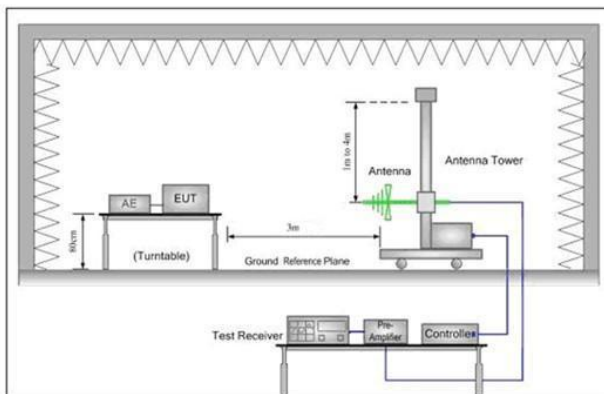 1m to 4m
Antenna
Antenna Tower
AE
EUT
80cm
(Turntable)
3m
Ground Reference Plane
Test Receiver
Pre-
Amplifier
Controller